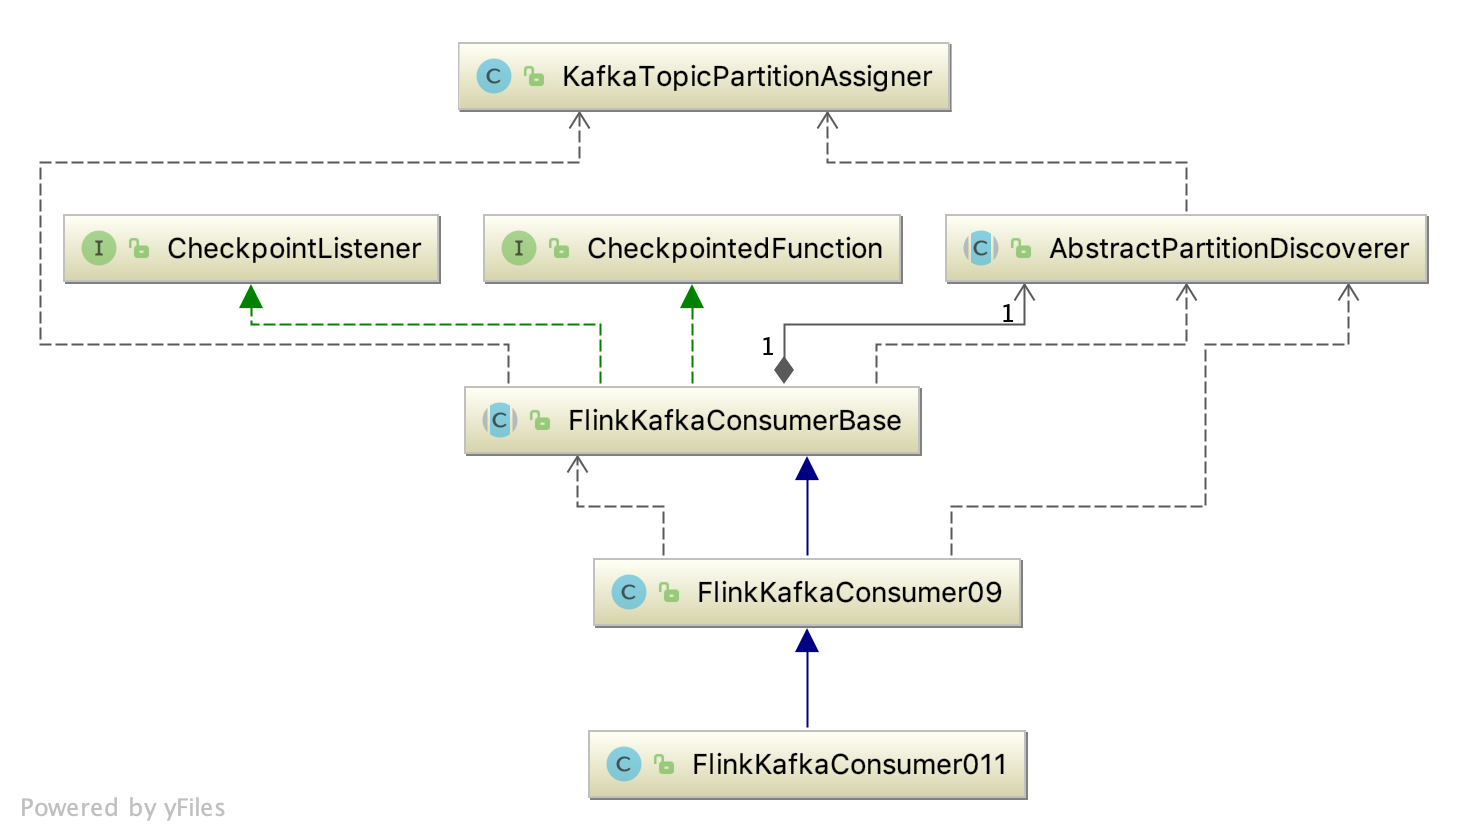 C KafkaTopicPartitionAssigner
I CheckpointListener
I CheckpointedFunction
C AbstractPartitionDiscoverer
1
1
C FlinkKafkaConsumerBase
C FlinkKafkaConsumer09
C FlinkKafkaConsumer011
Powered by yFiles